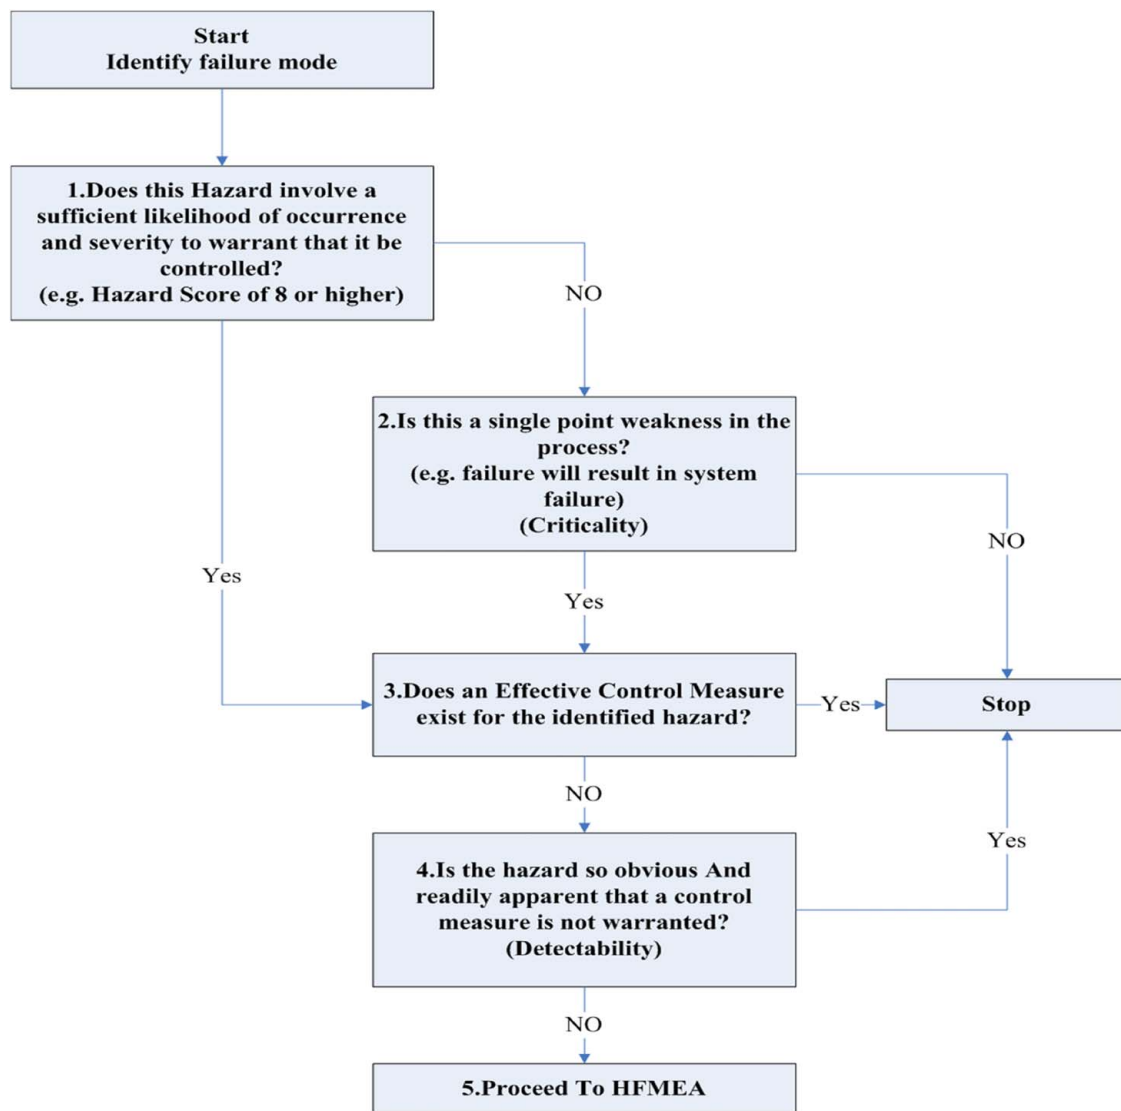 Start
Identify failure mode
1.Does this Hazard involve a
sufficient likelihood of occurrence
and severity to warrant that it be
controlled?
(e.g. Hazard Score of 8 or higher)
NO
2.Is this a single point weakness in the
process?
(e.g. failure will result in system
failure)
(Criticality)
NO
Yes
Yes
3.Does an Effective Control Measure
exist for the identified hazard?
Yes
Stop
NO
4.Is the hazard so obvious And
readily apparent that a control
measure is not warranted?
(Detectability)
Yes
NO
5.Proceed To HFMEA